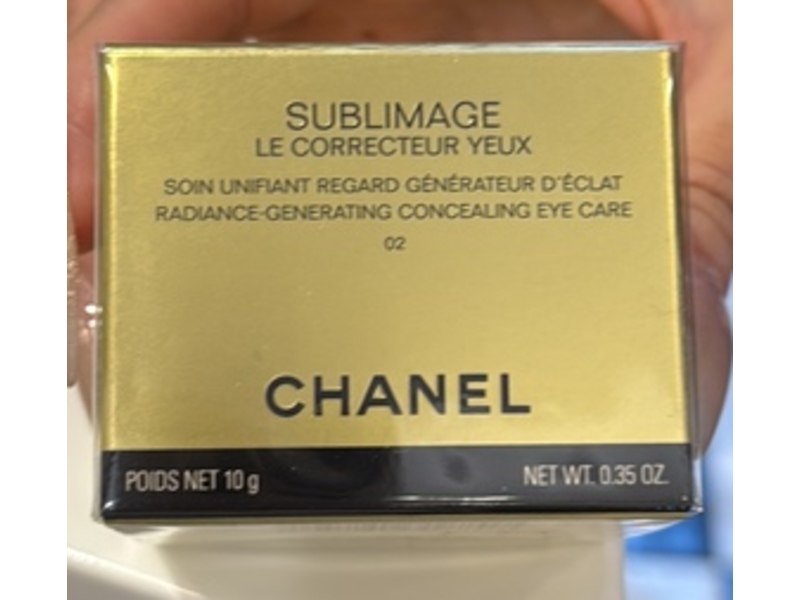 SUBLIMAGE
LE CORRECTEUR YEUX
SOIN UNIFIANT REGARD GÉNÉRATEUR D'ÉCLAT
RADIANCE-GENERATING CONCEALING EYE CARE
02
CHANEL
POIDS NET 10 g NET WT. 0.35 OZ.